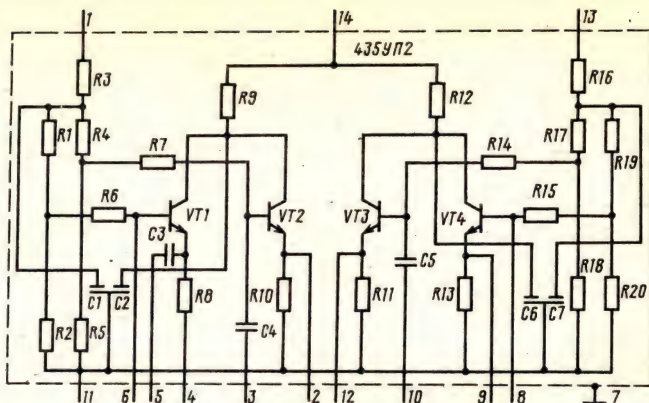 1
14
13
435УП2
R3
R9
R12
R16
R1
R4
R7
R14
R17
R19
R6
R15
VT1
VT2
VT3
VT4
C3
C5
C1
C2
R8
R10
R11
R13
C6
C7
R18
R20
R2
R5
C4
11
6
5
4
3
2
12
10
9
8
7